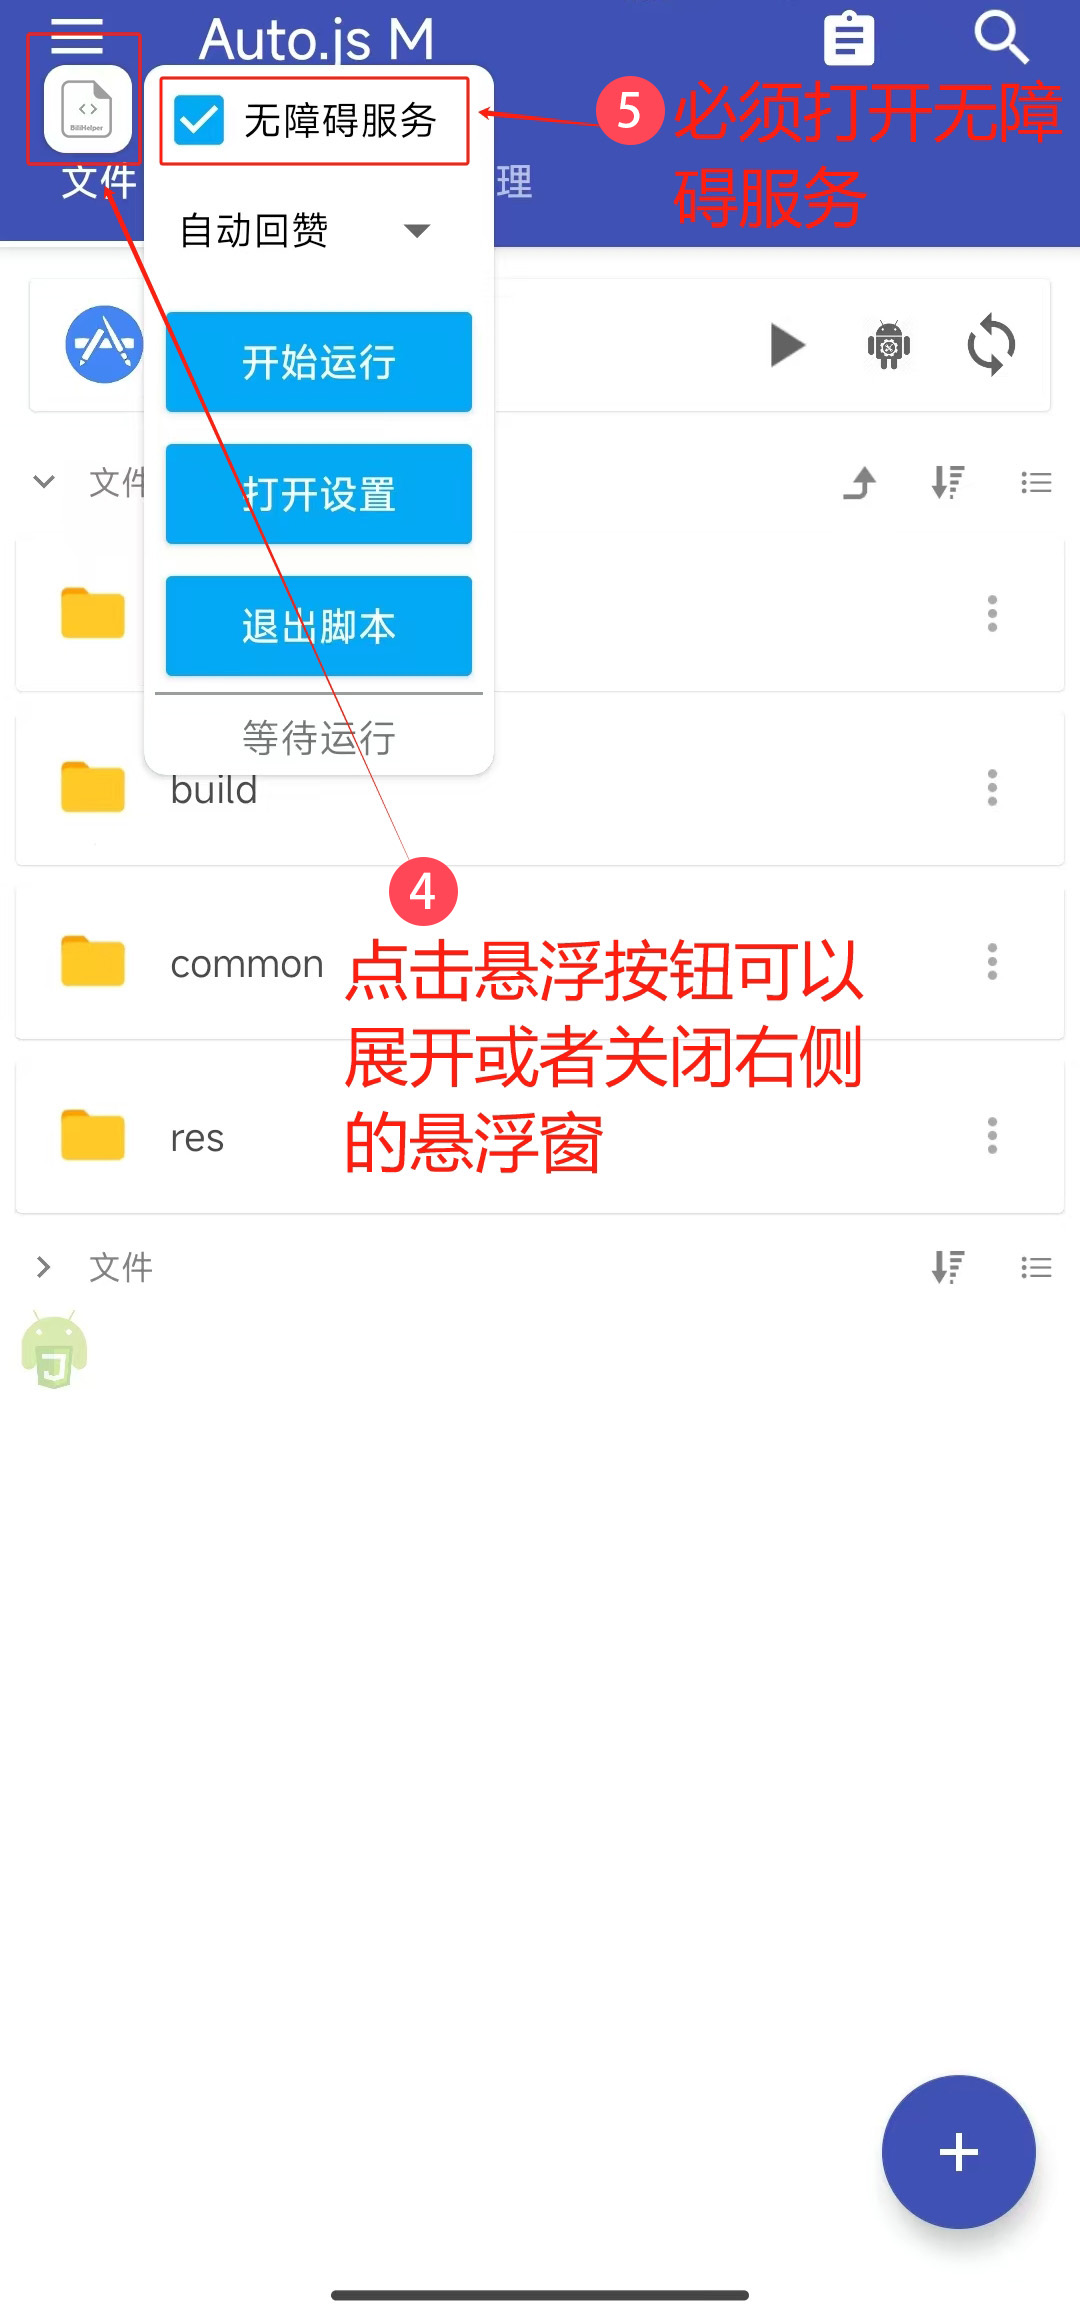 Auto.js M
<>
BiliHelper
无障碍服务
5
必须打开无障
碍服务
文件
理
自动回赞
开始运行
文件
打开设置
退出脚本
等待运行
build
4
common
点击悬浮按钮可以
展开或者关闭右侧
的悬浮窗
res
文件
J
+